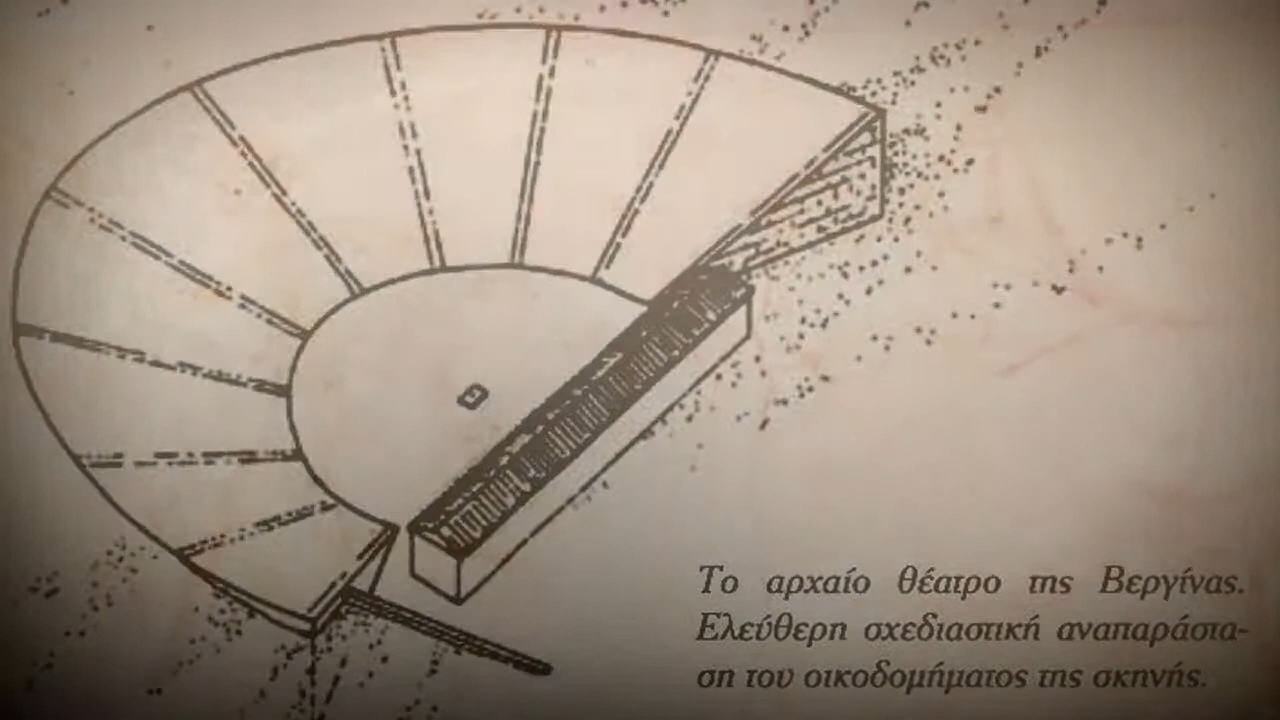 Το αρχαίο θέατρο της Βεργίνας.
Ελεύθερη σχεδιαστική αναπαράστα-
ση του οικοδομήματος της σκηνής.